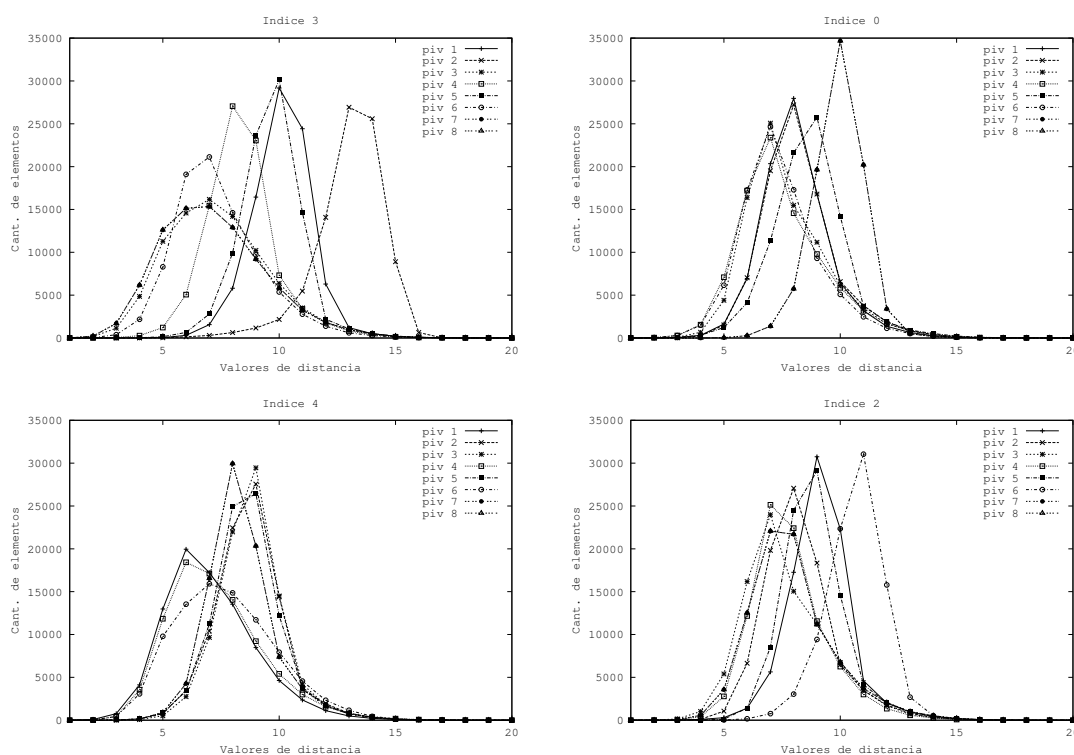 Indice 3
35000
30000
25000
20000
15000
10000
5000
0
Cant. de elementos
piv 1
piv 2
piv 3
piv 4
piv 5
piv 6
piv 7
piv 8
5 10 15 20
Valores de distancia
Indice 0
35000
30000
25000
20000
15000
10000
5000
0
Cant. de elementos
piv 1
piv 2
piv 3
piv 4
piv 5
piv 6
piv 7
piv 8
5 10 15 20
Valores de distancia
Indice 4
35000
30000
25000
20000
15000
10000
5000
0
Cant. de elementos
piv 1
piv 2
piv 3
piv 4
piv 5
piv 6
piv 7
piv 8
5 10 15 20
Valores de distancia
Indice 2
35000
30000
25000
20000
15000
10000
5000
0
Cant. de elementos
piv 1
piv 2
piv 3
piv 4
piv 5
piv 6
piv 7
piv 8
5 10 15 20
Valores de distancia